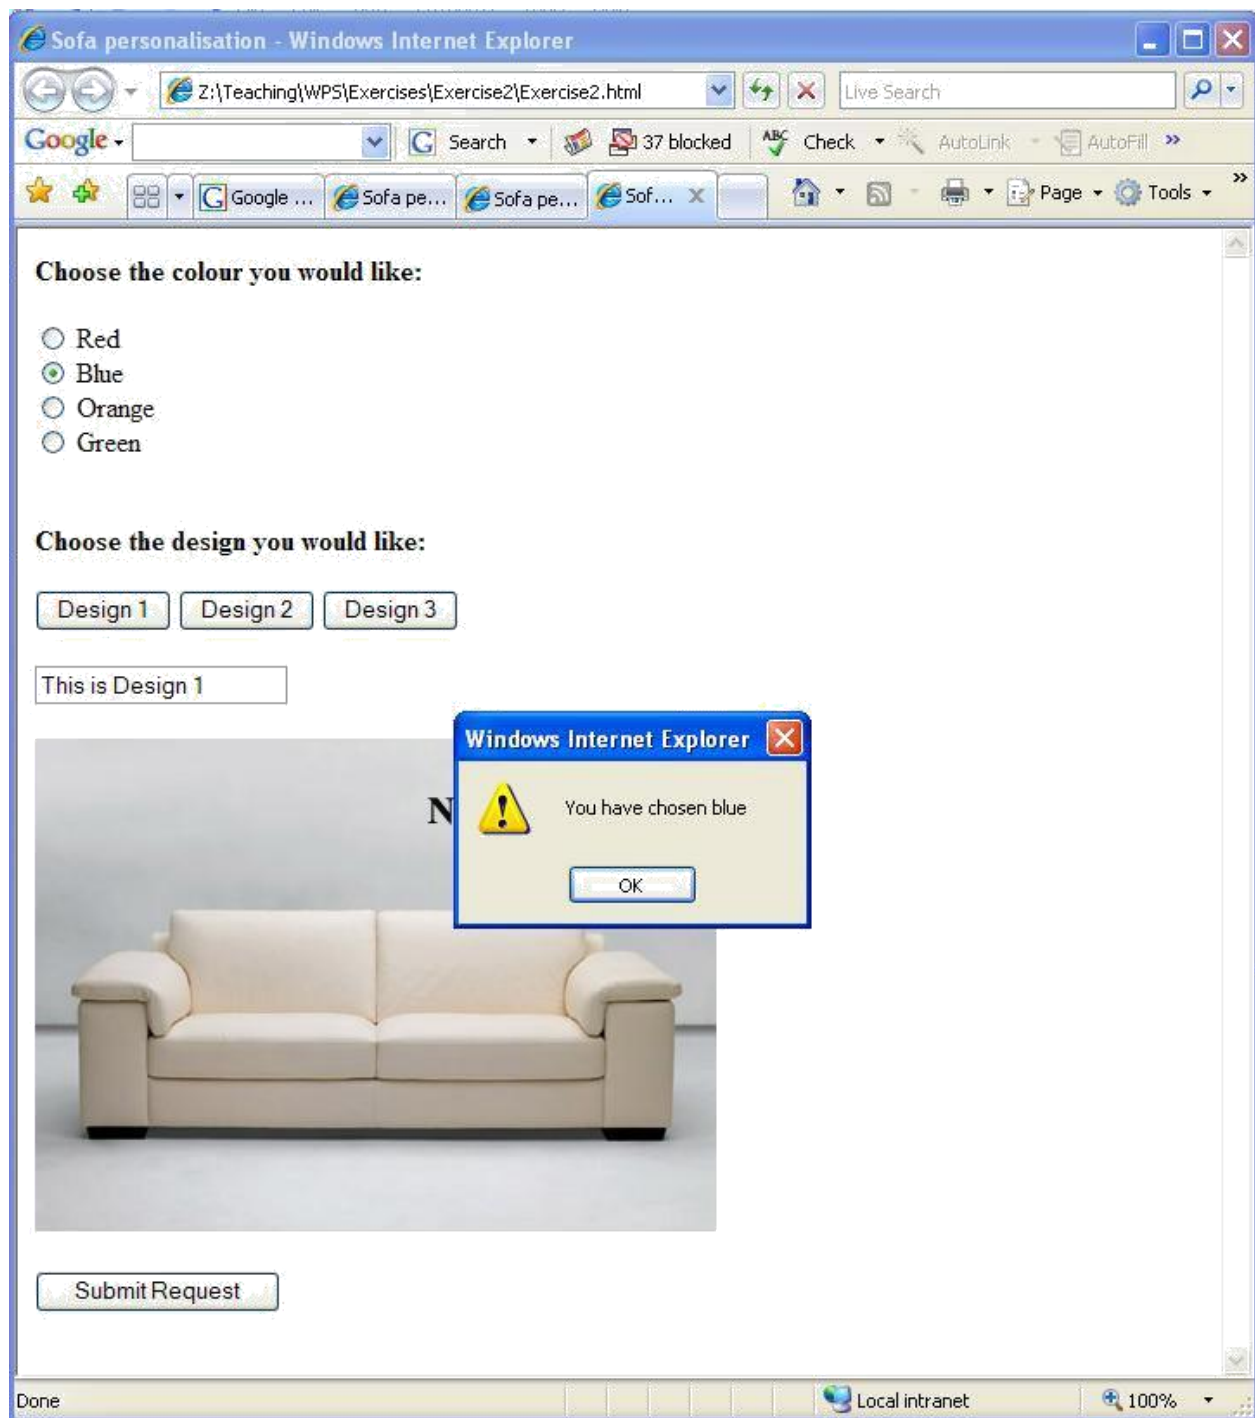 Sofa personalisation - Windows Internet Explorer
Z:\Teaching\WPS\Exercises\Exercise2\Exercise2.html
Live Search
Google
G Search
37 blocked
ABC Check
AutoLink
AutoFill »
G Google ...
Sofa pe...
Sofa pe...
Sof... X
Page
Tools
»
Choose the colour you would like:
Red
Blue
Orange
Green
Choose the design you would like:
Design 1
Design 2
Design 3
This is Design 1
N
Windows Internet Explorer
You have chosen blue
OK
Submit Request
Done
Local intranet
100%